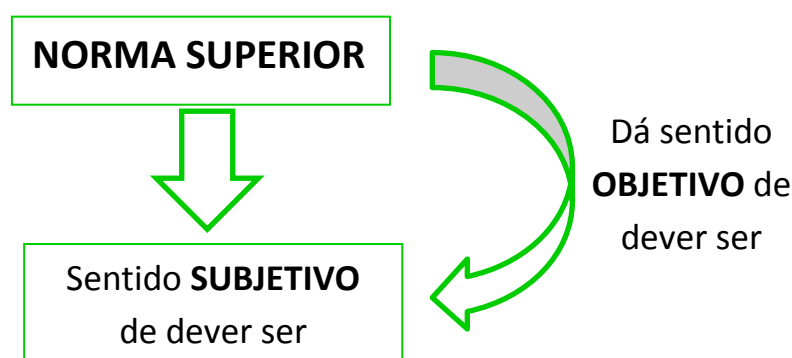 NORMA SUPERIOR
Dá sentido
OBJETIVO de
dever ser
Sentido SUBJETIVO
de dever ser